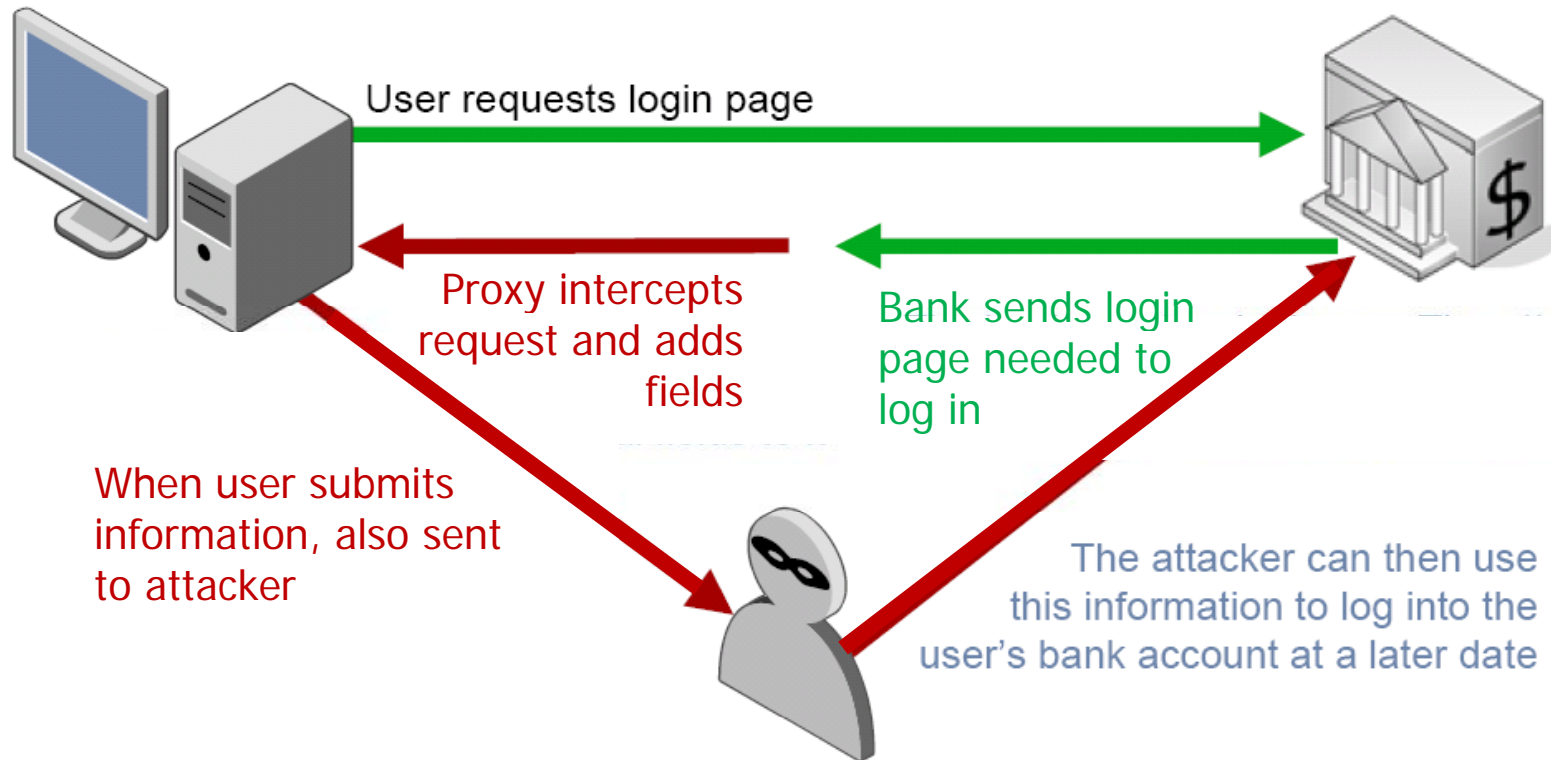 User requests login page
$
Proxy intercepts
request and adds
fields
Bank sends login
page needed to
log in
When user submits
information, also sent
to attacker
The attacker can then use
this information to log into the
user's bank account at a later date